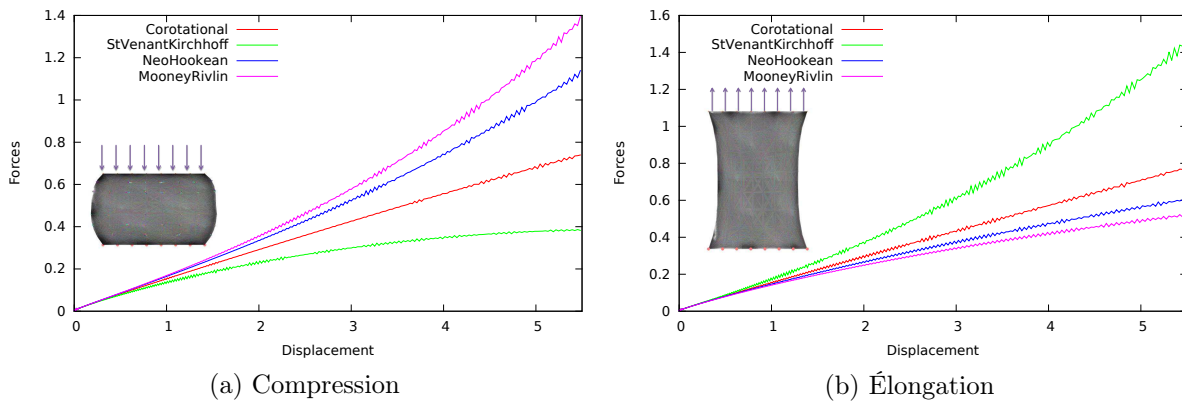 1.4
1.2
1
0.8
0.6
0.4
0.2
0
Forces
Corotational
StVenantKirchhoff
NeoHookean
MooneyRivlin
0 1 2 3 4 5
Displacement
(a) Compression
1.6
1.4
1.2
1
0.8
0.6
0.4
0.2
0
Forces
Corotational
StVenantKirchhoff
NeoHookean
MooneyRivlin
0 1 2 3 4 5
Displacement
(b) Élongation